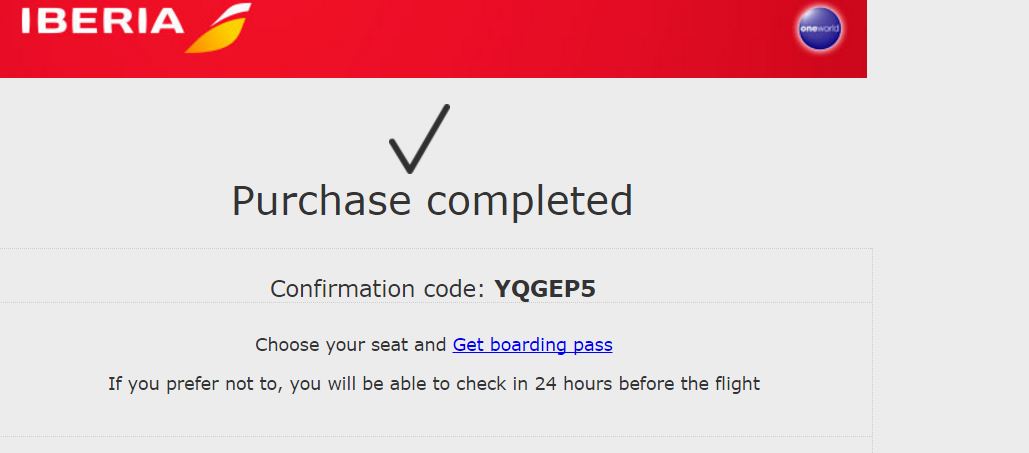 IBERIA
oneworld
Purchase completed
Confirmation code: YQGEP5
Choose your seat and Get boarding pass
If you prefer not to, you will be able to check in 24 hours before the flight